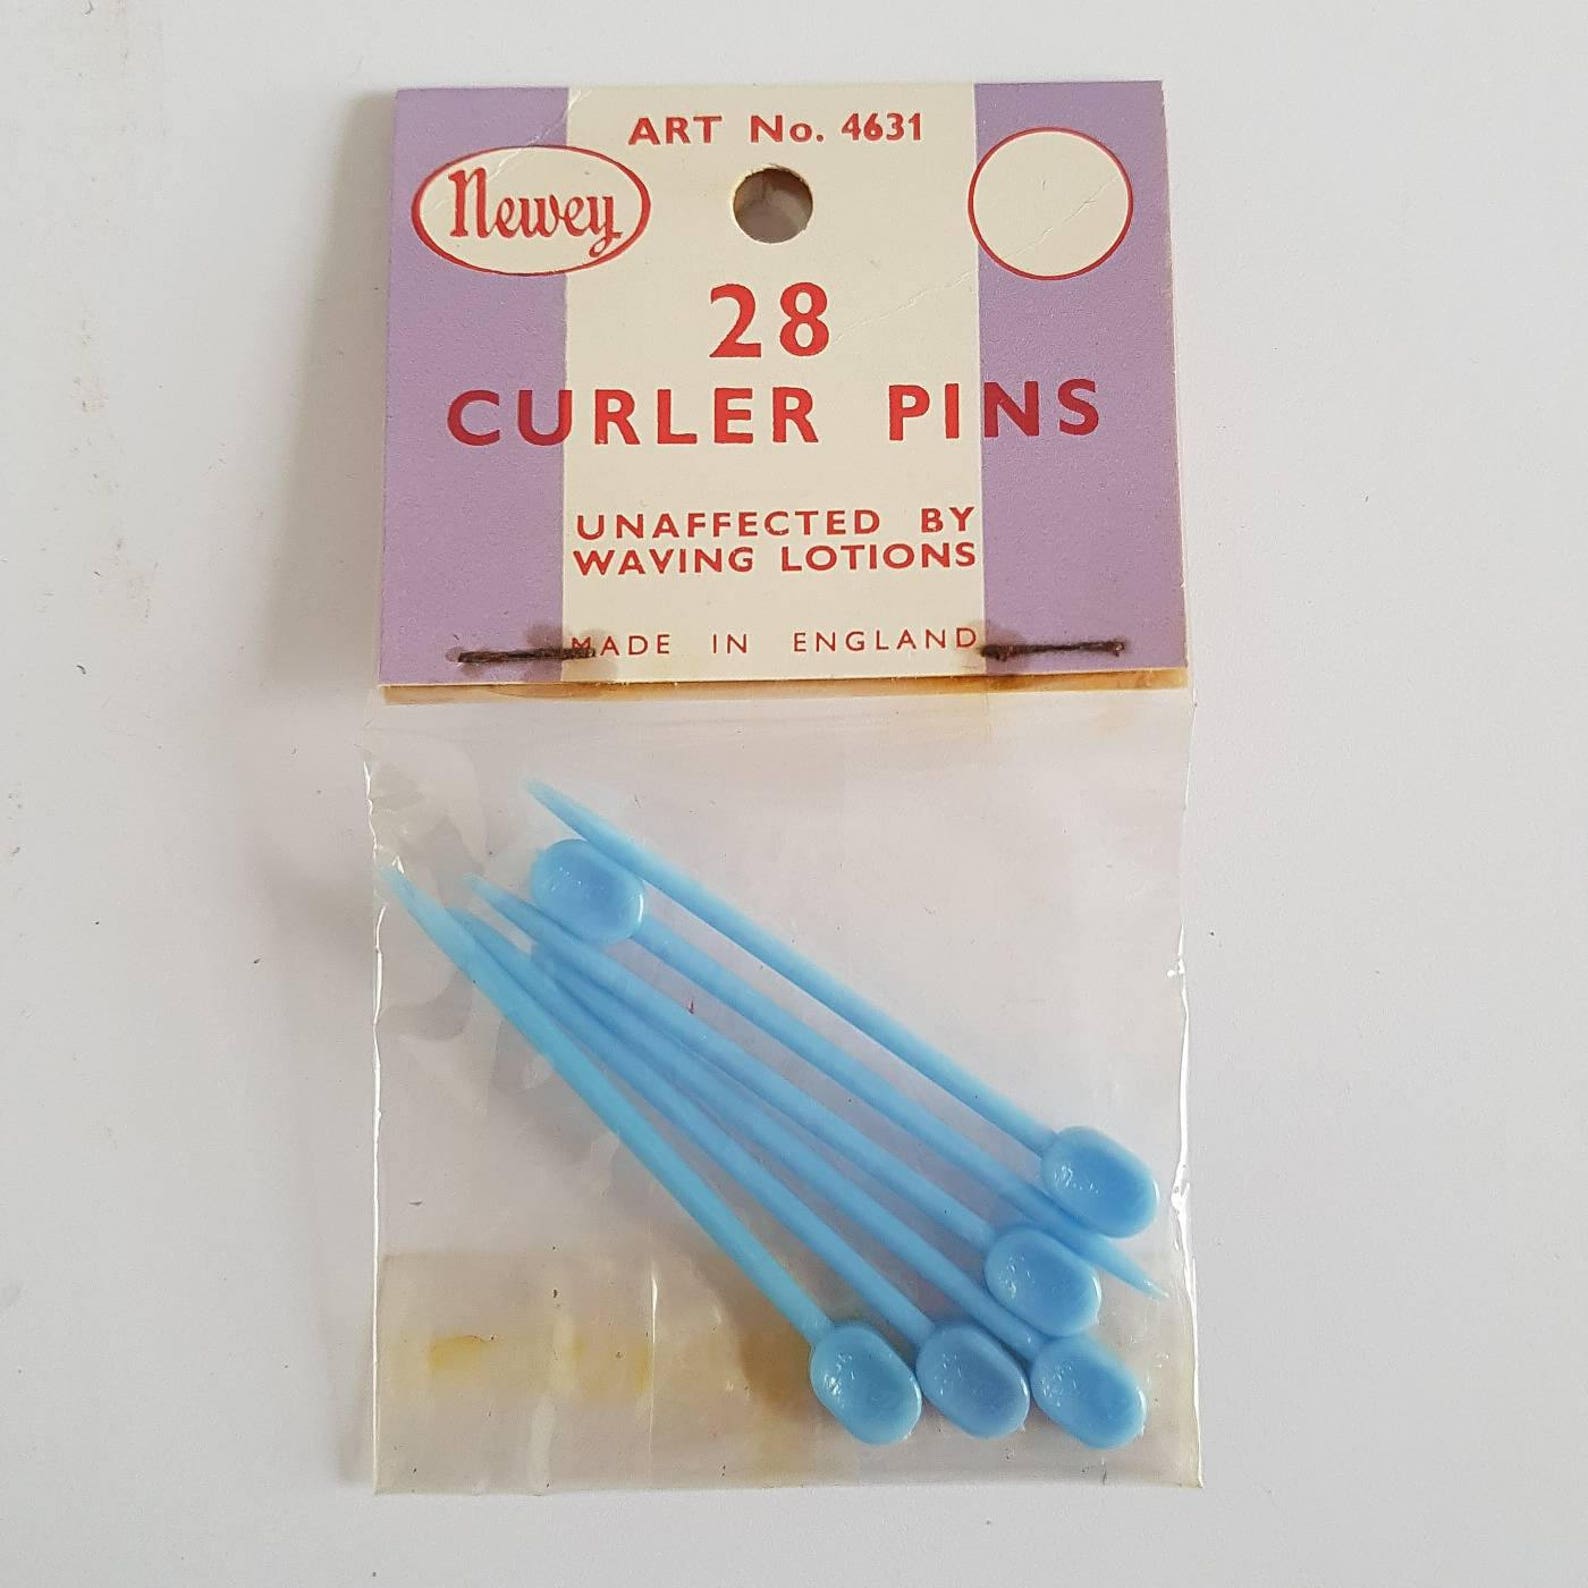 ART No. 4631
Newey
28
CURLER PINS
UNAFFECTED BY
WAVING LOTIONS
MADE IN ENGLAND